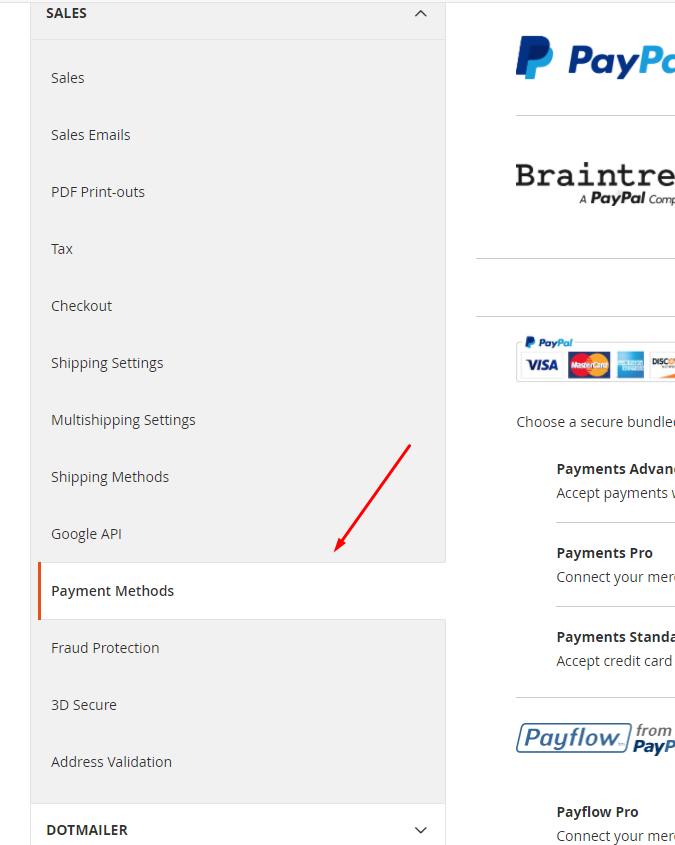 SALES
Sales
Sales Emails
PDF Print-outs
Tax
Checkout
Shipping Settings
Multishipping Settings
Shipping Methods
Google API
Payment Methods
Fraud Protection
3D Secure
Address Validation
DOTMAILER
PayPa
Braintre
A PayPal Comp
PayPal
VISA MasterCard DISCO
Choose a secure bundled
Payments Advan
Accept payments w
Payments Pro
Connect your mer
Payments Standa
Accept credit card
Payflow from
PayP
Payflow Pro
Connect your mer